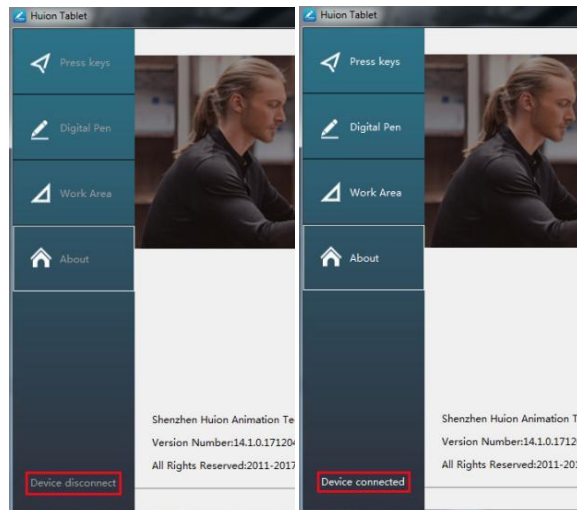 Huion Tablet
Press keys
Digital Pen
Work Area
About
Shenzhen Huion Animation Te
Version Number:14.1.0.17120
All Rights Reserved:2011-2017
Device disconnect
Huion Tablet
Press keys
Digital Pen
Work Area
About
Shenzhen Huion Animation T
Version Number:14.1.0.1712
All Rights Reserved:2011-201
Device connected